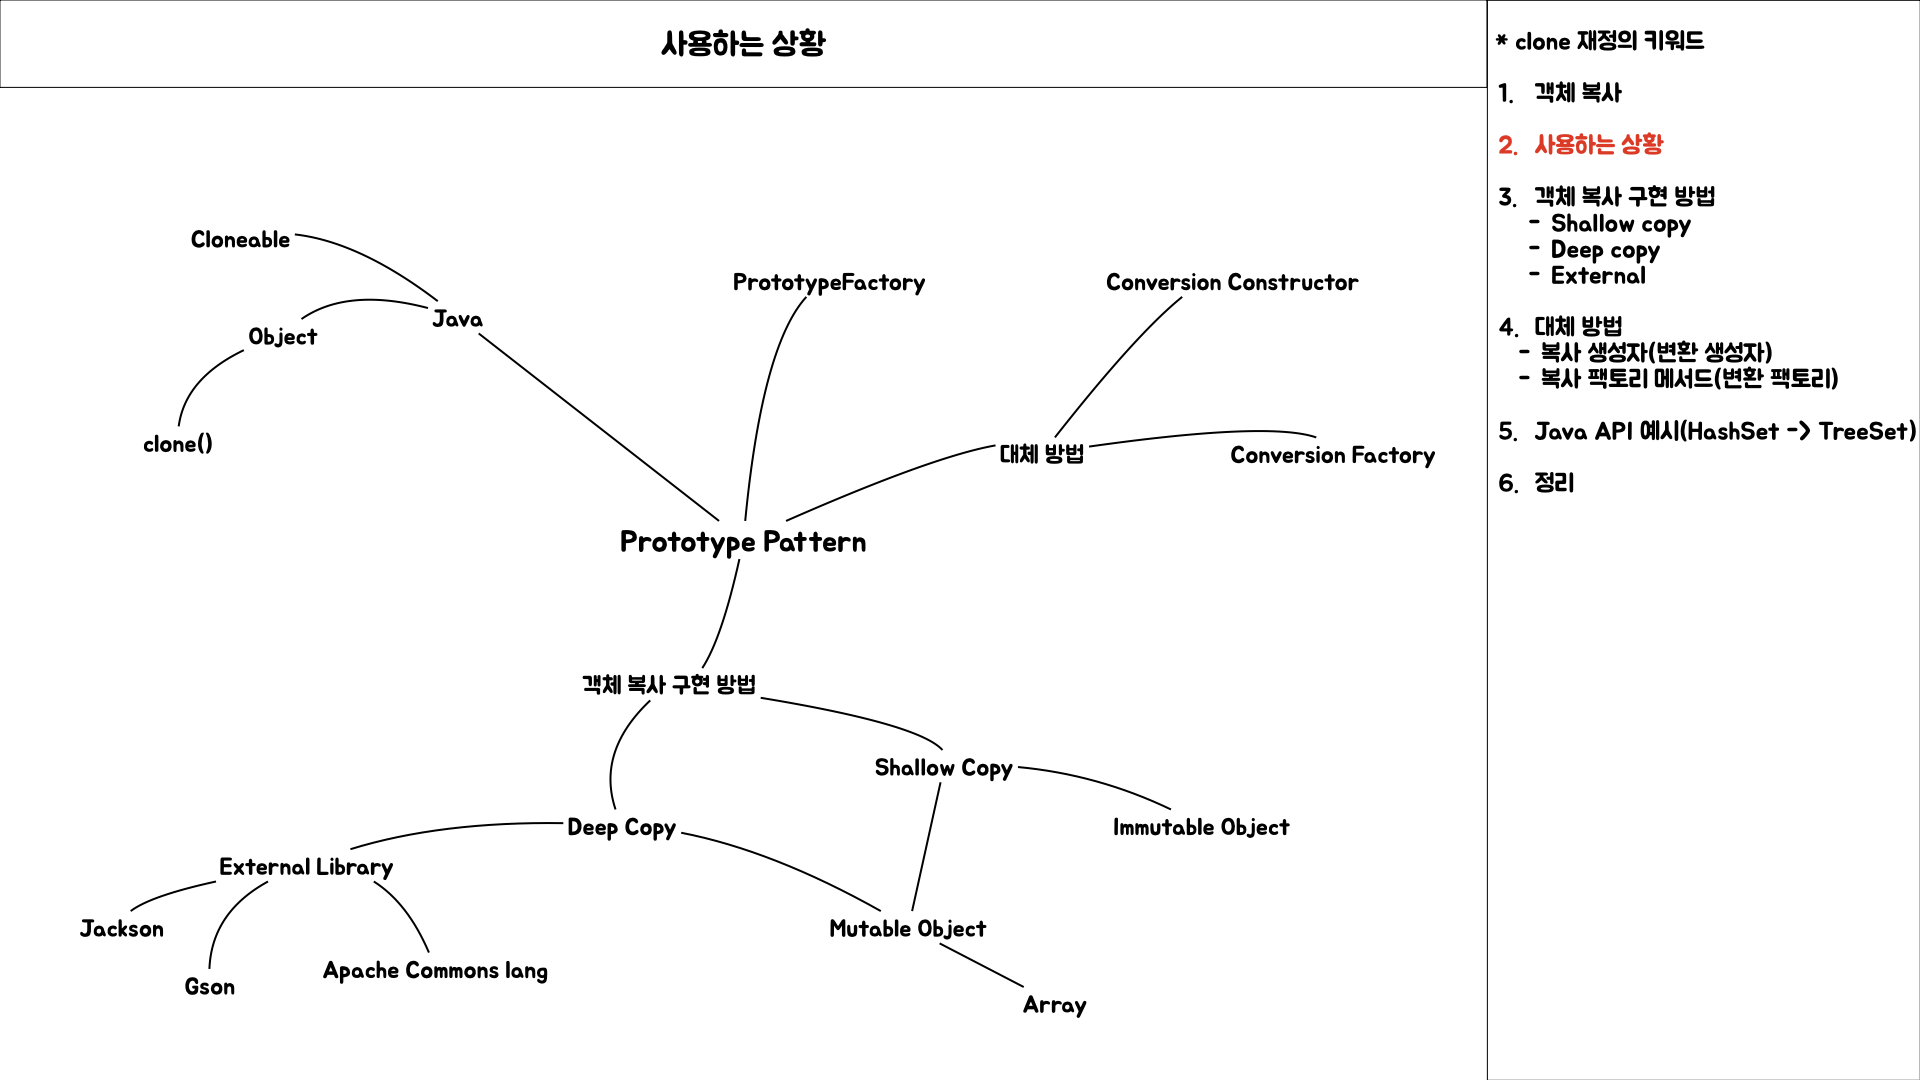 사용하는 상황
Cloneable
Java
Object
clone()
PrototypeFactory
Conversion Constructor
대체 방법
Conversion Factory
Prototype Pattern
객체 복사 구현 방법
Shallow Copy
Deep Copy
Immutable Object
External Library
Jackson
Gson
Apache Commons lang
Mutable Object
Array
* clone 재정의 키워드
1. 객체 복사
2. 사용하는 상황
3. 객체 복사 구현 방법
- Shallow copy
- Deep copy
- External
4. 대체 방법
- 복사 생성자(변환 생성자)
- 복사 팩토리 메서드(변환 팩토리)
5. Java API 예시(HashSet -> TreeSet)
6. 정리